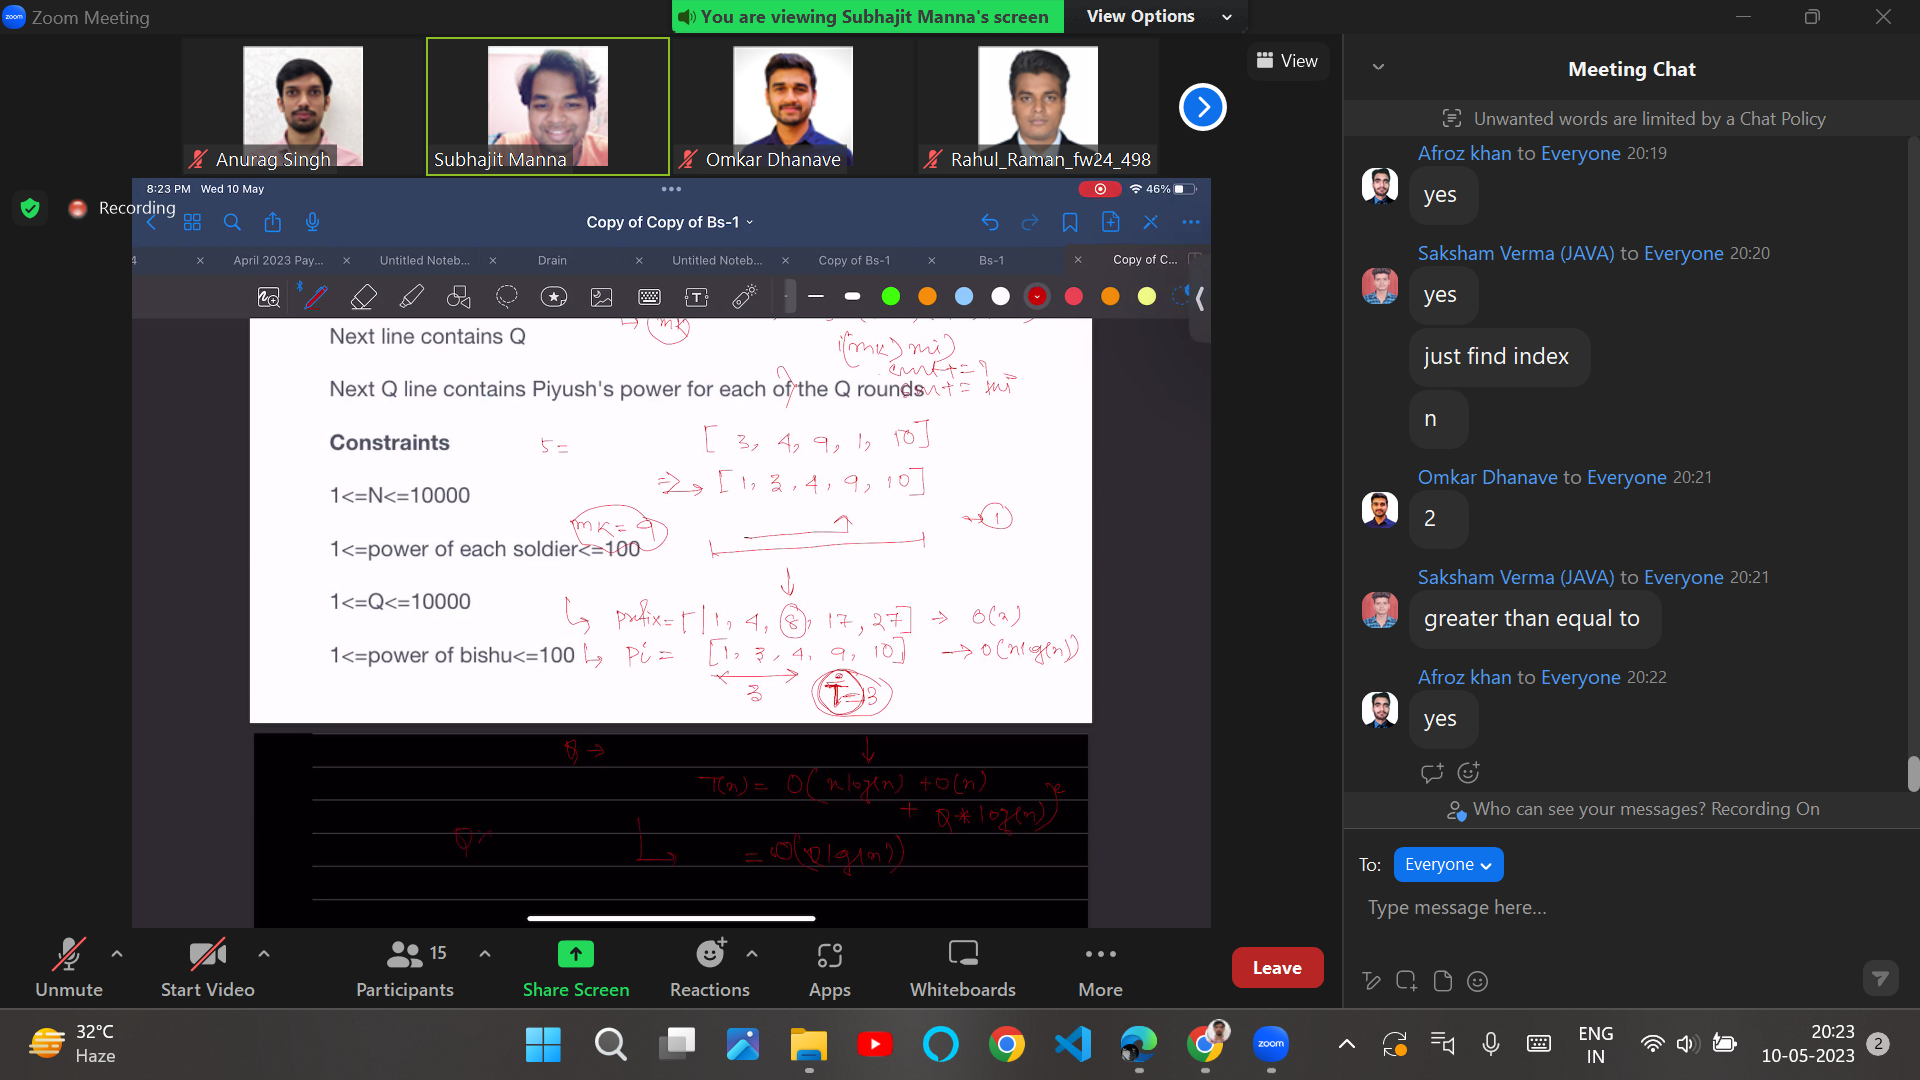 zoom Zoom Meeting
You are viewing Subhajit Manna's screen
View Options
View
Anurag Singh
Subhajit Manna
Omkar Dhanave
Rahul_Raman_fw24_498
Recording
8:23 PM Wed 10 May
46%
Copy of Copy of Bs-1
4
April 2023 Pay...
Untitled Noteb...
Drain
Untitled Noteb...
Copy of Bs-1
Bs-1
Copy of C...
Next line contains Q
(mk)
i(mk) mi)
Next Q line contains Piyush's power for each of the Q rounds
Constraints
5=
[ 3, 4, 9, 1, 10]
=> [1, 3, 4, 9, 10]
1<=N<=10000
mk=9
1
1<=power of each soldier<=100
1<=Q<=10000
prefix=[ 1, 4, 8, 17, 27] → O(n)
1<=power of bishu<=100
pi = [1, 3, 4, 9, 10] → O(nlog(n))
3
=3
Q →
T(n)= O(nlog(n) +O(n)
+ Q*log(n))
Meeting Chat
Unwanted words are limited by a Chat Policy
Afroz khan to Everyone 20:19
yes
Saksham Verma (JAVA) to Everyone 20:20
yes
just find index
n
Omkar Dhanave to Everyone 20:21
2
Saksham Verma (JAVA) to Everyone 20:21
greater than equal to
Afroz khan to Everyone 20:22
yes
Who can see your messages? Recording On
To: Everyone
Type message here...
Unmute
Start Video
15
Participants
Share Screen
Reactions
Apps
Whiteboards
More
Leave
32°C
Haze
zoom
ENG
IN
20:23
10-05-2023
2